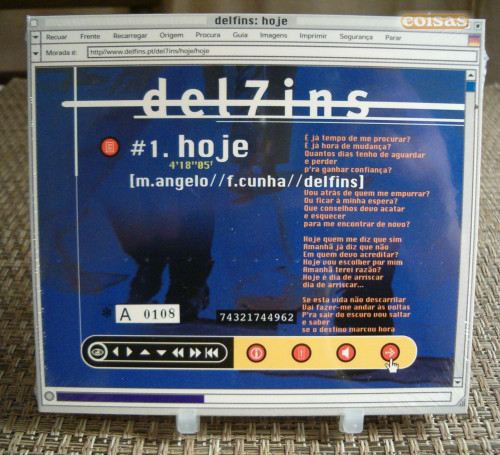 delfins: hoje
coisas
Recuar Frente Recarregar Origem Procura Guia Imagens Imprimir Segurança Parar
Morada é: http//www.delfins.pt/del7ins/hoje/hoje
del7ins
#1. hoje
4'18''05'
[m.angelo//f.cunha//delfins]
É já tempo de me procurar?
É já hora de mudança?
Quantos dias tenho de aguardar
e perder
p'ra ganhar confiança?
Vou atrás de quem me empurrar?
Ou ficar à minha espera?
Que conselhos devo acatar
e esquecer
para me encontrar de novo?
Hoje quem me diz que sim
Amanhã já diz que não
Em quem devo acreditar?
Hoje vou escolher por mim
Amanhã terei razão?
Hoje é dia de arriscar
dia de arriscar...
Se esta vida não descarrilar
Vai fazer-me andar às voltas
P'ra sair do escuro vou saltar
e saber
se o destino marcou hora
* A 0108
74321744962